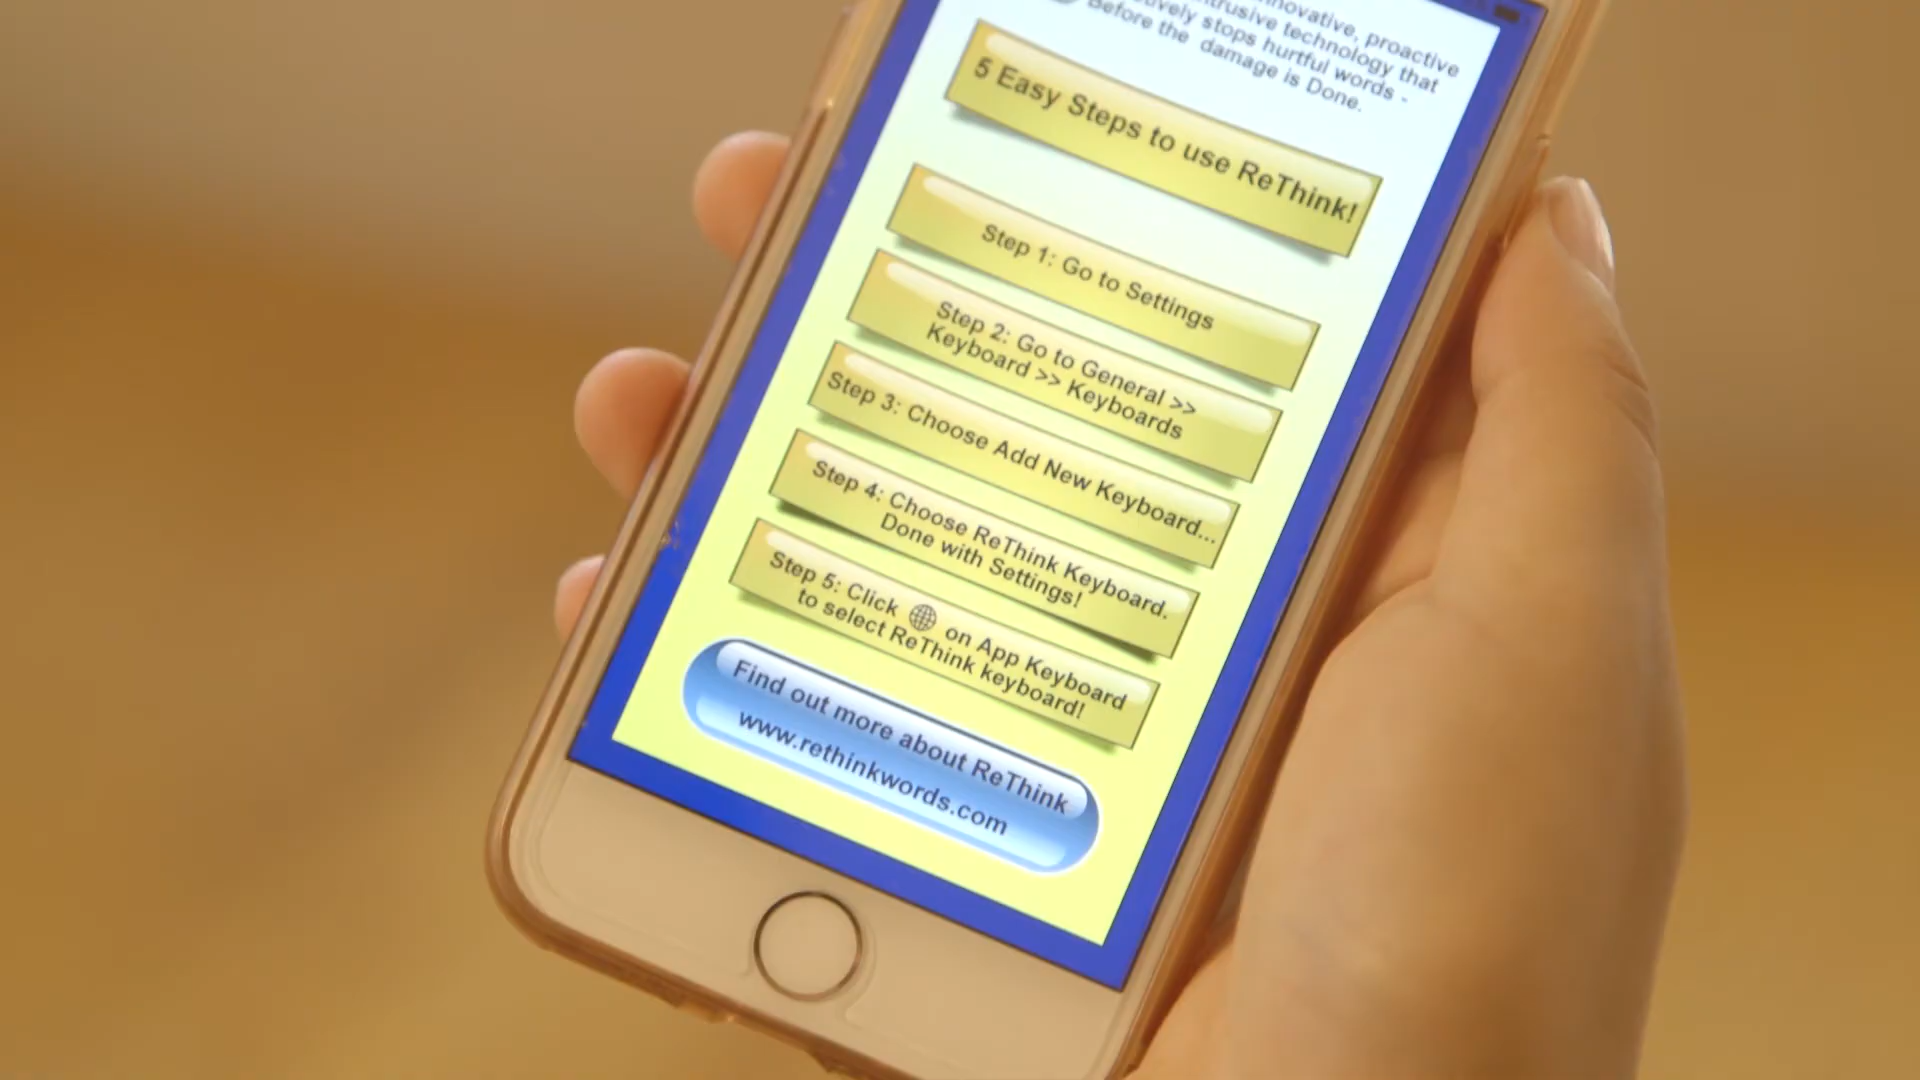 innovative, proactive
technology that
stops hurtful words -
Before the damage is Done.
5 Easy Steps to use ReThink!
Step 1: Go to Settings
Step 2: Go to General >>
Keyboard >> Keyboards
Step 3: Choose Add New Keyboard...
Step 4: Choose ReThink Keyboard.
Done with Settings!
Step 5: Click on App Keyboard
to select ReThink keyboard!
Find out more about ReThink
www.rethinkwords.com